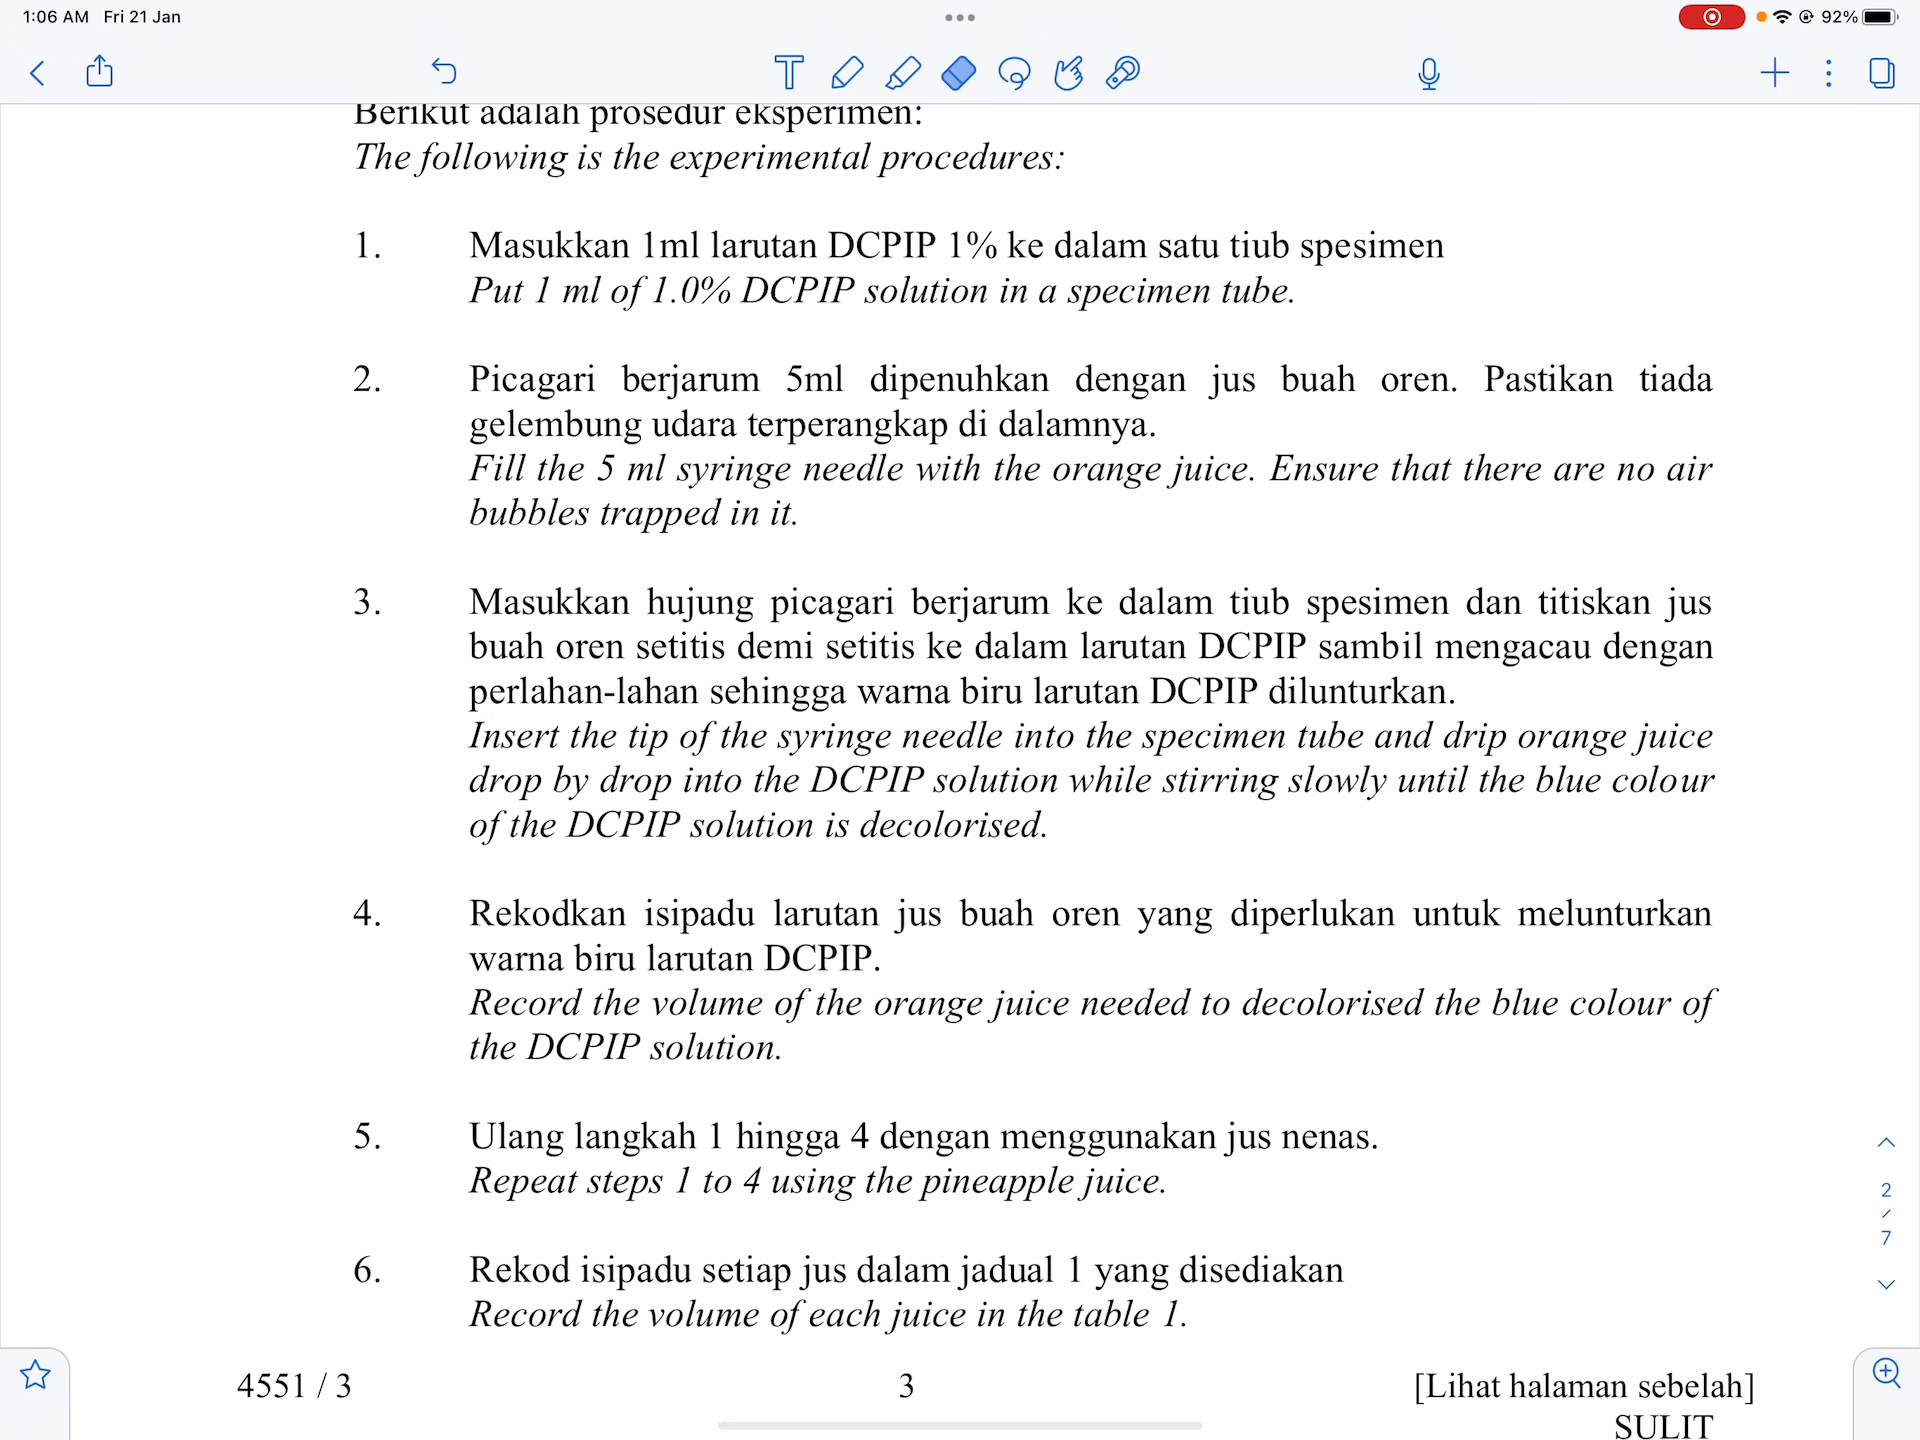 1:06 AM Fri 21 Jan
92%
Berikut adalah prosedur eksperimen:
The following is the experimental procedures:
1. Masukkan 1ml larutan DCPIP 1% ke dalam satu tiub spesimen
Put 1 ml of 1.0% DCPIP solution in a specimen tube.
2. Picagari berjarum 5ml dipenuhkan dengan jus buah oren. Pastikan tiada
gelembung udara terperangkap di dalamnya.
Fill the 5 ml syringe needle with the orange juice. Ensure that there are no air
bubbles trapped in it.
3. Masukkan hujung picagari berjarum ke dalam tiub spesimen dan titiskan jus
buah oren setitis demi setitis ke dalam larutan DCPIP sambil mengacau dengan
perlahan-lahan sehingga warna biru larutan DCPIP dilunturkan.
Insert the tip of the syringe needle into the specimen tube and drip orange juice
drop by drop into the DCPIP solution while stirring slowly until the blue colour
of the DCPIP solution is decolorised.
4. Rekodkan isipadu larutan jus buah oren yang diperlukan untuk melunturkan
warna biru larutan DCPIP.
Record the volume of the orange juice needed to decolorised the blue colour of
the DCPIP solution.
5. Ulang langkah 1 hingga 4 dengan menggunakan jus nenas.
Repeat steps 1 to 4 using the pineapple juice.
6. Rekod isipadu setiap jus dalam jadual 1 yang disediakan
Record the volume of each juice in the table 1.
2
/
7
4551 / 3 3 [Lihat halaman sebelah]
SULIT